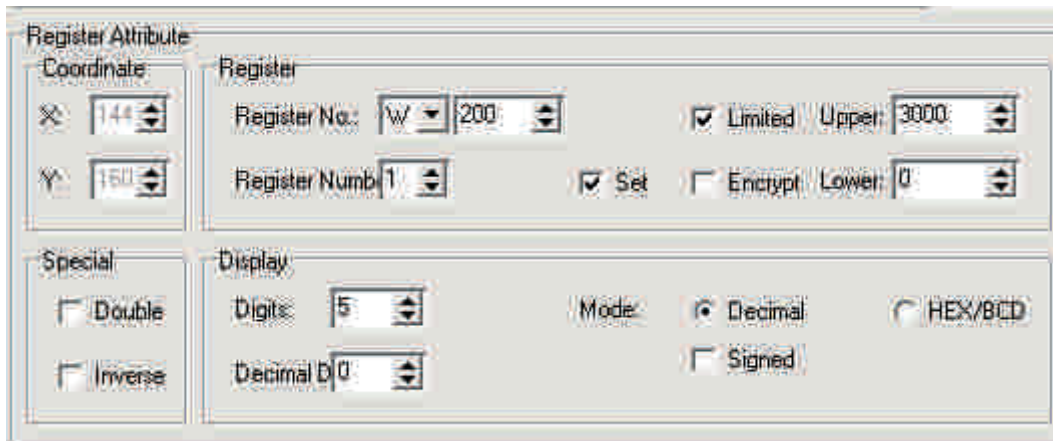 Register Attribute
Coordinate
Register
X: 144
Register No.: W 200
Limited Upper: 3000
Y: 160
Register Numb 1
Set
Encrypt Lower: 0
Special
Display
Double
Digits: 5
Mode: Decimal HEX/BCD
Inverse
Decimal D 0
Signed